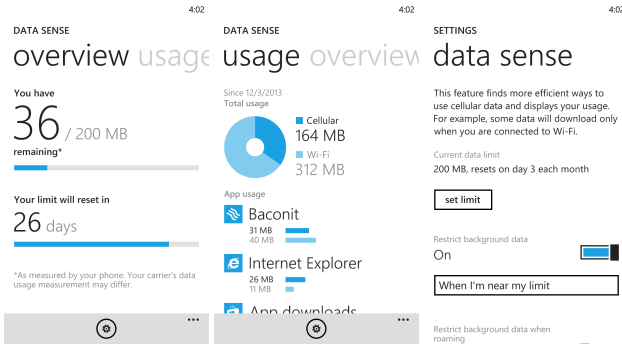 4:02
DATA SENSE
overview usage
You have
36 / 200 MB
remaining*
Your limit will reset in
26 days
*As measured by your phone. Your carrier's data
usage measurement may differ.
4:02
DATA SENSE
usage overview
Since 12/3/2013
Total usage
Cellular
164 MB
Wi-Fi
312 MB
App usage
Baconit
31 MB
40 MB
Internet Explorer
26 MB
11 MB
App downloads
4:02
SETTINGS
data sense
This feature finds more efficient ways to
use cellular data and displays your usage.
For example, some data will download only
when you are connected to Wi-Fi.
Current data limit
200 MB, resets on day 3 each month
set limit
Restrict background data
On
When I'm near my limit
Restrict background data when
roaming